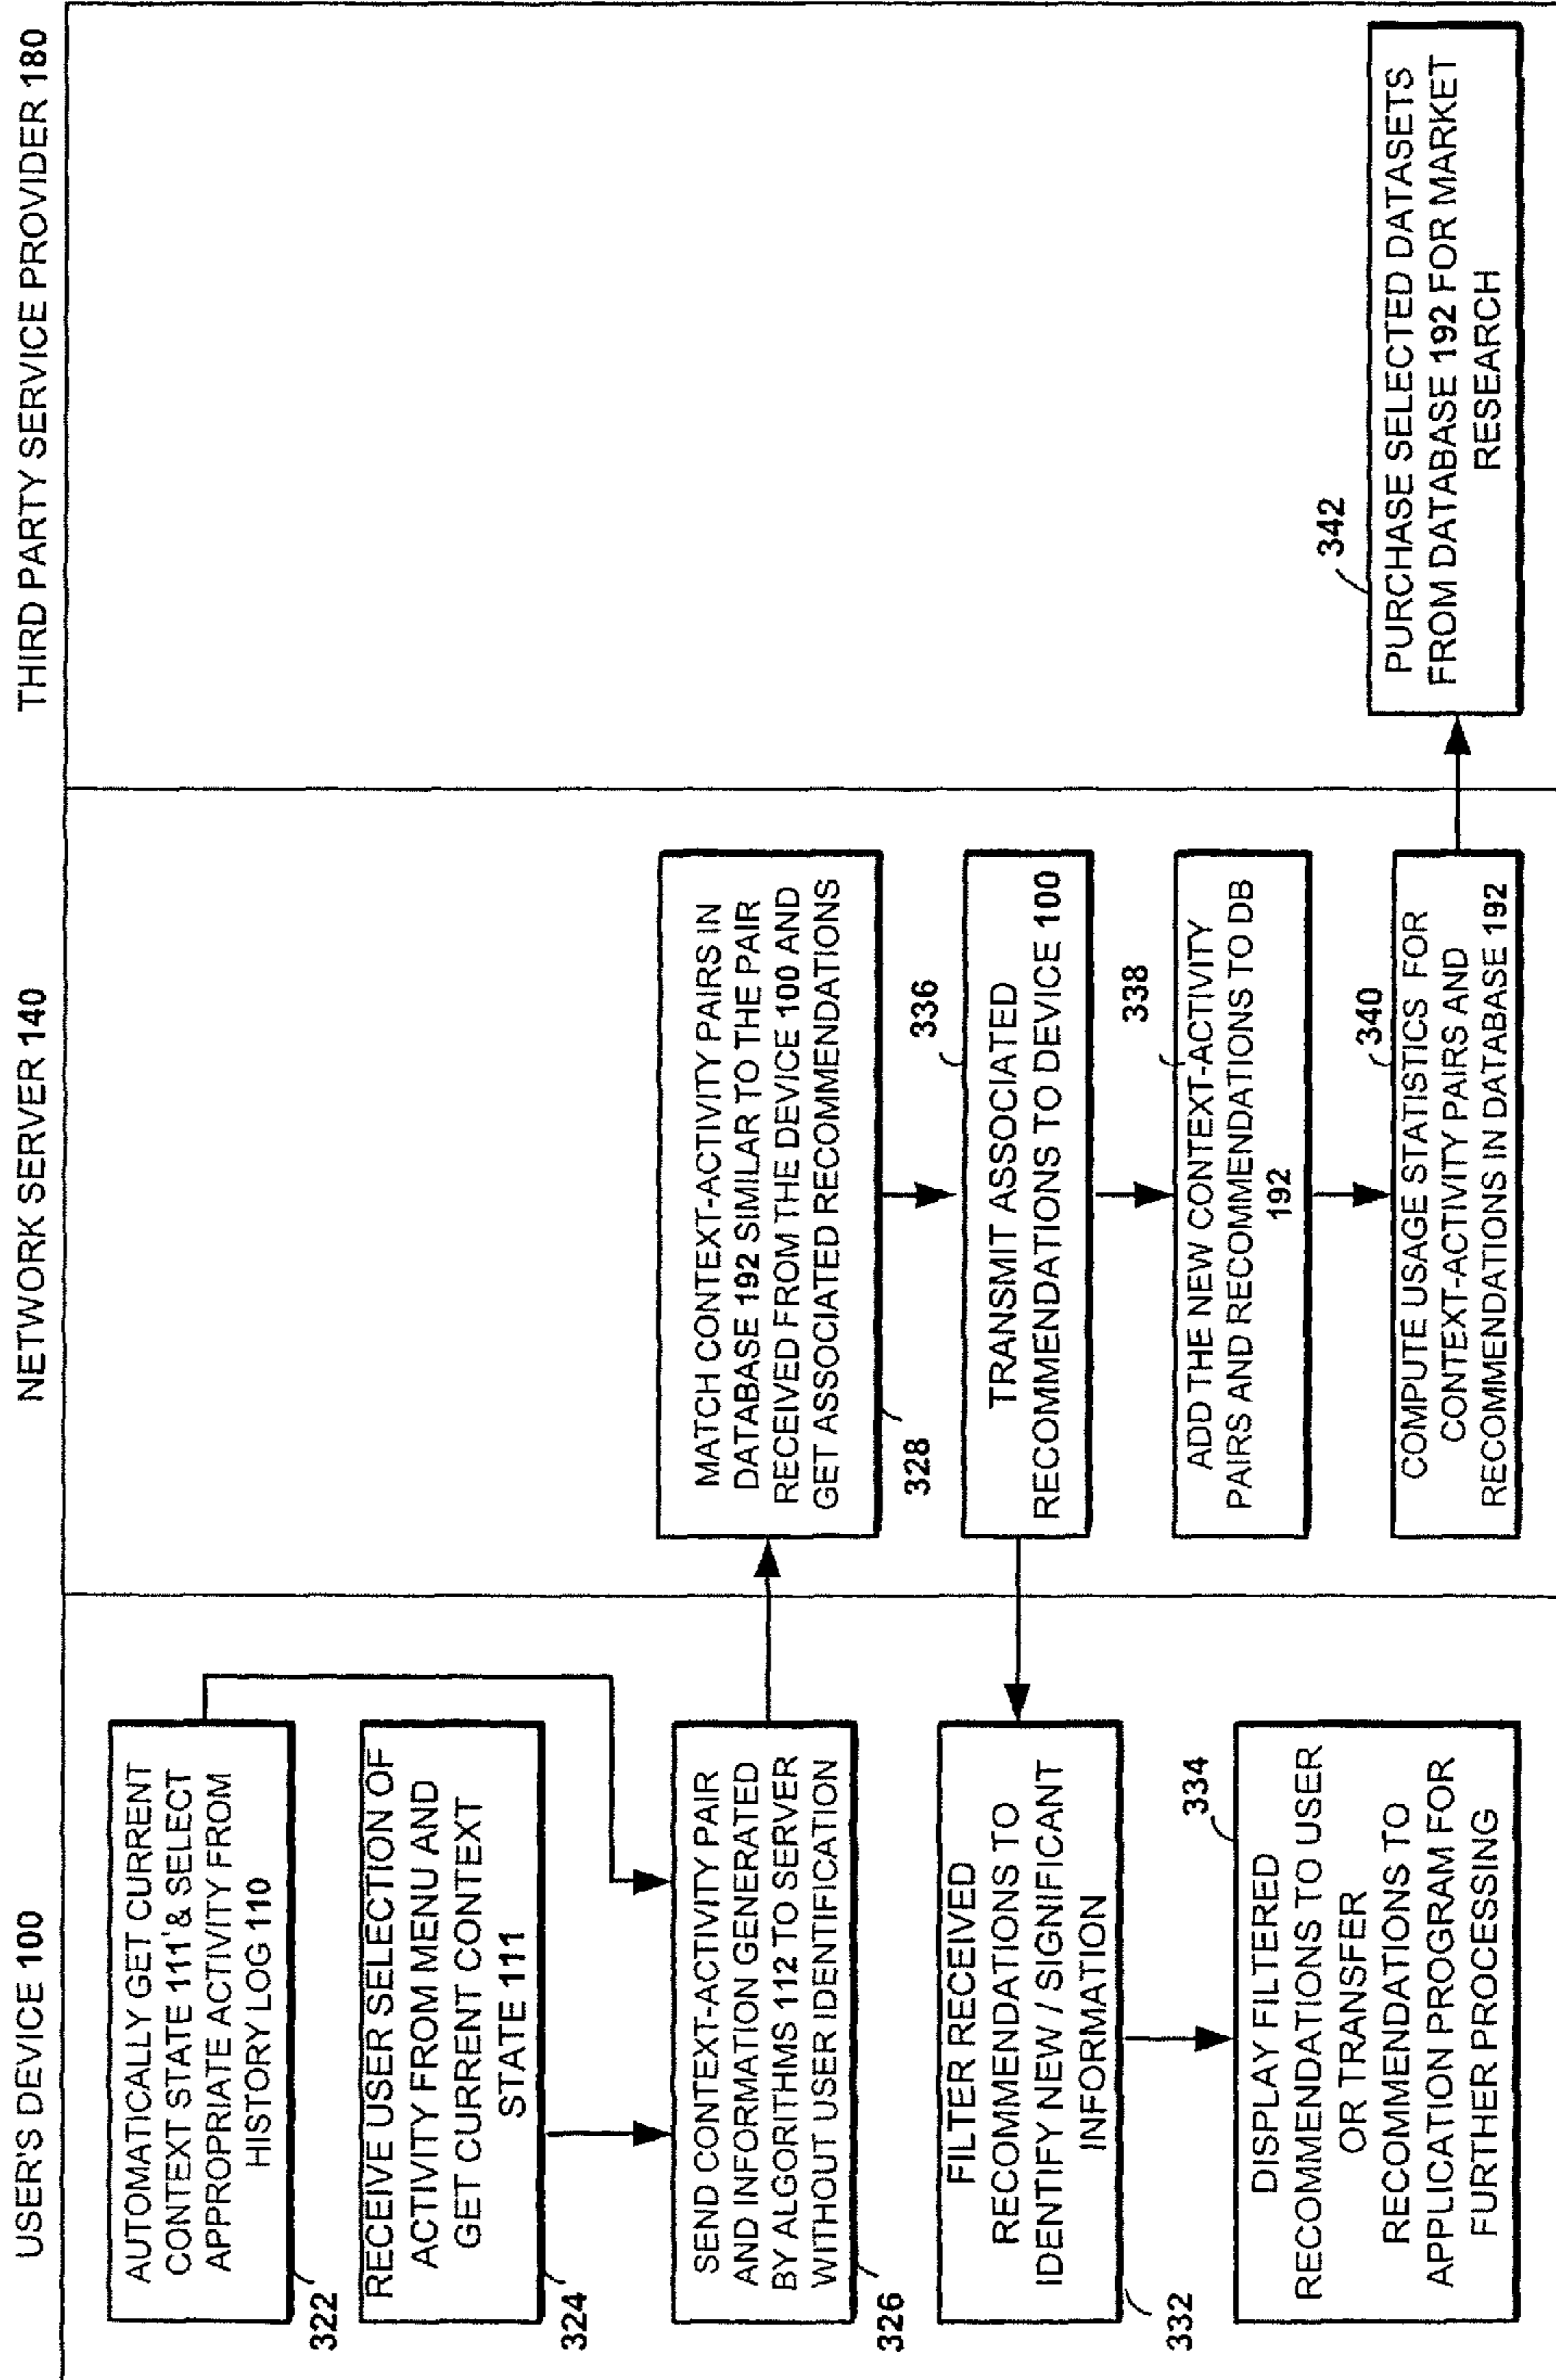 USER'S DEVICE 100
NETWORK SERVER 140
THIRD PARTY SERVICE PROVIDER 180
AUTOMATICALLY GET CURRENT
CONTEXT STATE 111'& SELECT
APPROPRIATE ACTIVITY FROM
HISTORY LOG 110
322
RECEIVE USER SELECTION OF
ACTIVITY FROM MENU AND
GET CURRENT CONTEXT
STATE 111
324
SEND CONTEXT-ACTIVITY PAIR
AND INFORMATION GENERATED
BY ALGORITHMS 112 TO SERVER
WITHOUT USER IDENTIFICATION
326
FILTER RECEIVED
RECOMMENDATIONS TO
IDENTIFY NEW / SIGNIFICANT
INFORMATION
332
334
DISPLAY FILTERED
RECOMMENDATIONS TO USER
OR TRANSFER
RECOMMENDATIONS TO
APPLICATION PROGRAM FOR
FURTHER PROCESSING
MATCH CONTEXT-ACTIVITY PAIRS IN
DATABASE 192 SIMILAR TO THE PAIR
RECEIVED FROM THE DEVICE 100 AND
GET ASSOCIATED RECOMMENDATIONS
328
336
TRANSMIT ASSOCIATED
RECOMMENDATIONS TO DEVICE 100
338
ADD THE NEW CONTEXT-ACTIVITY
PAIRS AND RECOMMENDATIONS TO DB
192
340
COMPUTE USAGE STATISTICS FOR
CONTEXT-ACTIVITY PAIRS AND
RECOMMENDATIONS IN DATABASE 192
342
PURCHASE SELECTED DATASETS
FROM DATABASE 192 FOR MARKET
RESEARCH